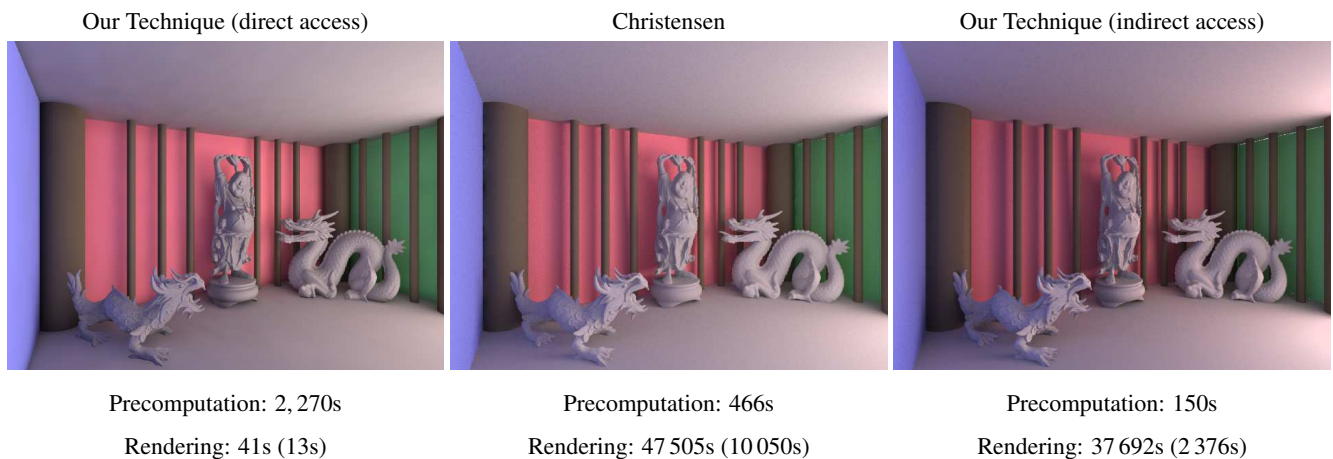 Our Technique (direct access)
Christensen
Our Technique (indirect access)
Precomputation: 2, 270s
Precomputation: 466s
Precomputation: 150s
Rendering: 41s (13s)
Rendering: 47 505s (10 050s)
Rendering: 37 692s (2 376s)